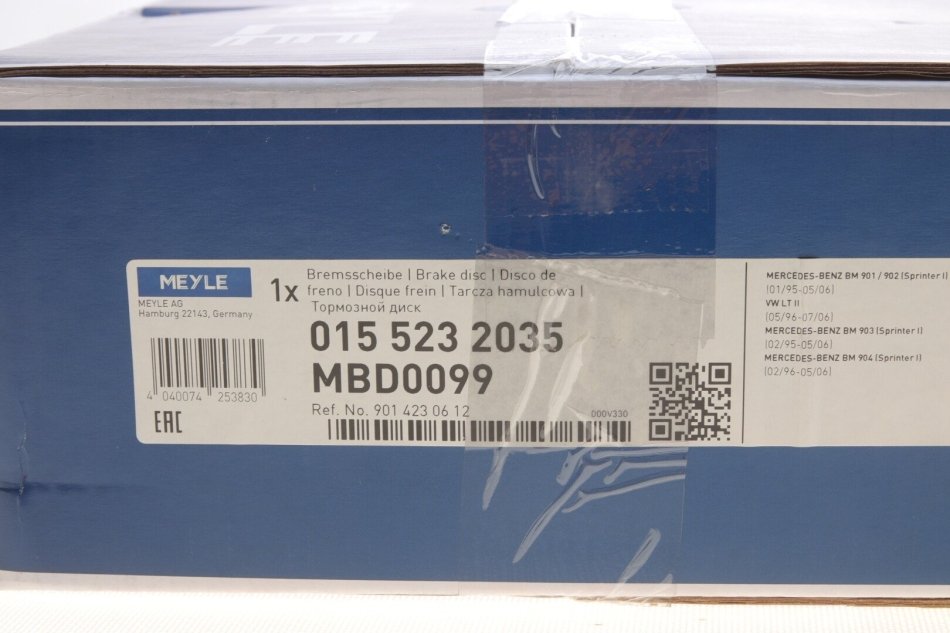 MEYLE
MEYLE AG
Hamburg 22143, Germany
4 040074 253830
EAC
1x
Bremsscheibe | Brake disc | Disco de
freno | Disque frein | Tarcza hamulcowa |
Тормозной диск
015 523 2035
MBD0099
Ref. No. 901 423 06 12
000V330
MERCEDES-BENZ BM 901 / 902 (Sprinter I)
(01/95-05/06)
VW LT II
(05/96-07/06)
MERCEDES-BENZ BM 903 (Sprinter I)
(02/95-05/06)
MERCEDES-BENZ BM 904 (Sprinter I)
(02/96-05/06)